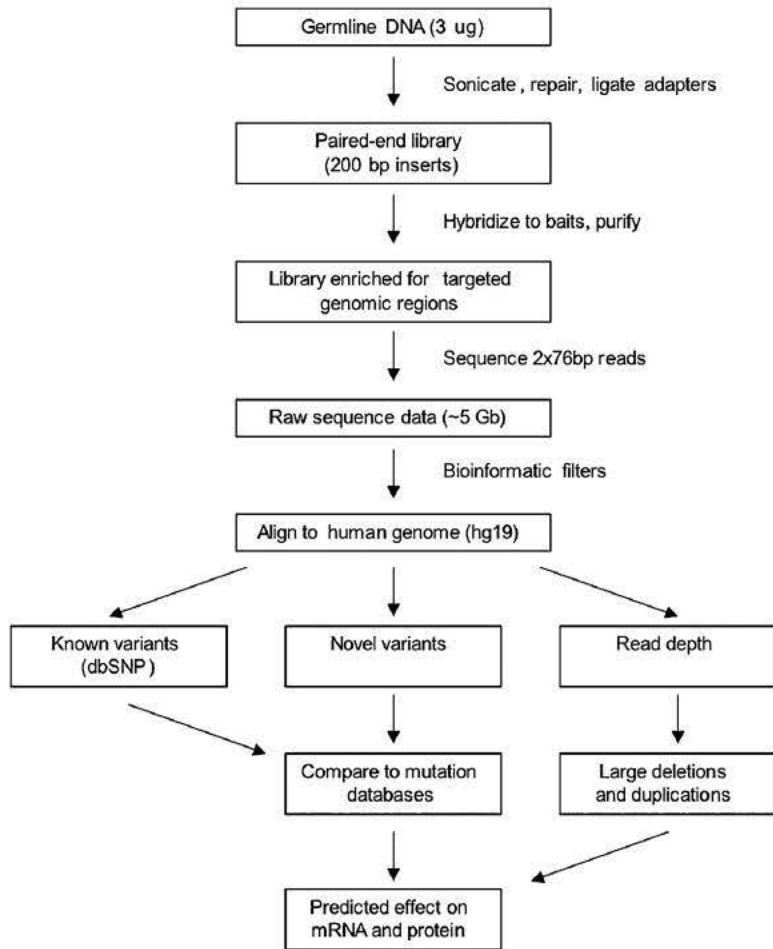 Germline DNA (3 ug)
Sonicate, repair, ligate adapters
Paired-end library
(200 bp inserts)
Hybridize to baits, purify
Library enriched for targeted
genomic regions
Sequence 2x76bp reads
Raw sequence data (~5 Gb)
Bioinformatic filters
Align to human genome (hg19)
Known variants
(dbSNP)
Novel variants
Read depth
Compare to mutation
databases
Large deletions
and duplications
Predicted effect on
mRNA and protein